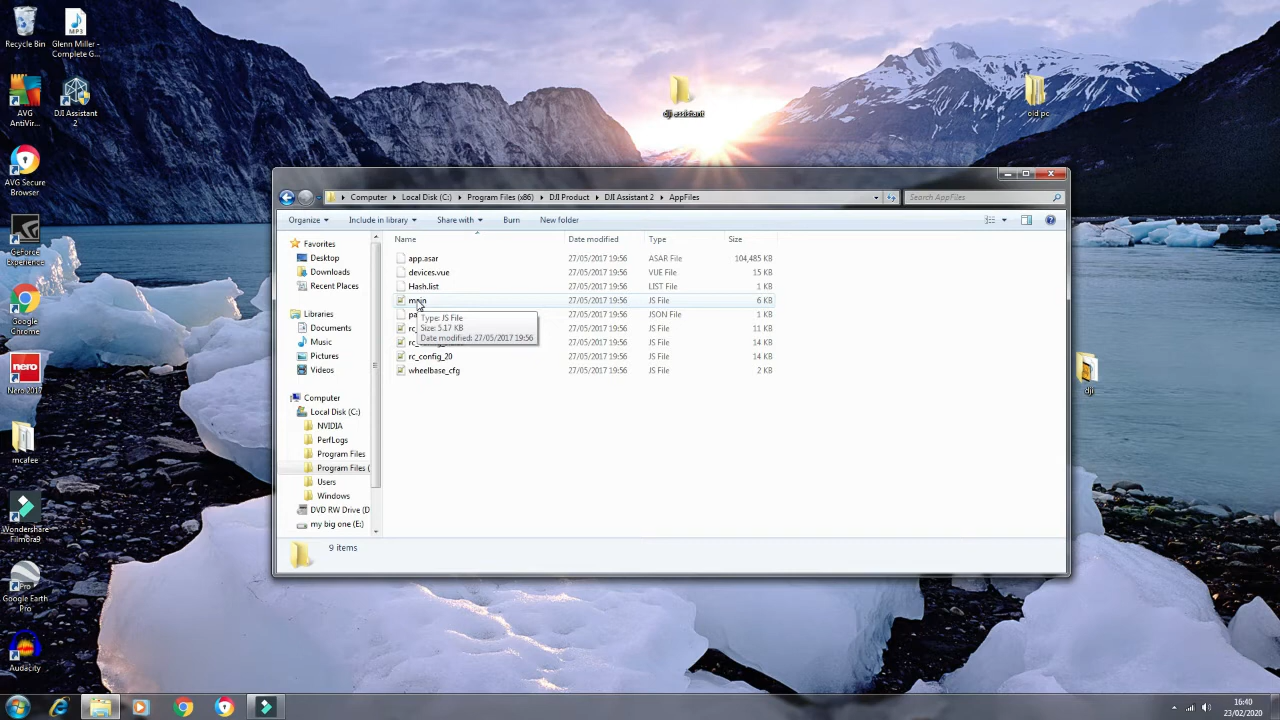 Recycle Bin
Glenn Miller -
Complete G...
AVG
AntiVir...
DJI Assistant
2
AVG Secure
Browser
GeForce
Experience
Google
Chrome
Nero 2017
mcafee
Wondershare
Filmora9
Google Earth
Pro
Audacity
dji assistant
old pc
dji
Computer
Local Disk (C:)
Program Files (x86)
DJI Product
DJI Assistant 2
AppFiles
Search AppFiles
Organize
Include in library
Share with
Burn
New folder
Favorites
Desktop
Downloads
Recent Places
Libraries
Documents
Music
Pictures
Videos
Computer
Local Disk (C:)
NVIDIA
PerfLogs
Program Files
Program Files (
Users
Windows
DVD RW Drive (D
my big one (E:)
Name Date modified Type Size
app.asar 27/05/2017 19:56 ASAR File 104,485 KB
devices.vue 27/05/2017 19:56 VUE File 15 KB
Hash.list 27/05/2017 19:56 LIST File 1 KB
main 27/05/2017 19:56 JS File 6 KB
27/05/2017 19:56 JSON File 1 KB
27/05/2017 19:56 JS File 11 KB
27/05/2017 19:56 JS File 14 KB
rc_config_20 27/05/2017 19:56 JS File 14 KB
wheelbase_cfg 27/05/2017 19:56 JS File 2 KB
Type: JS File
Size: 5.17 KB
Date modified: 27/05/2017 19:56
9 items
16:40
23/02/2020